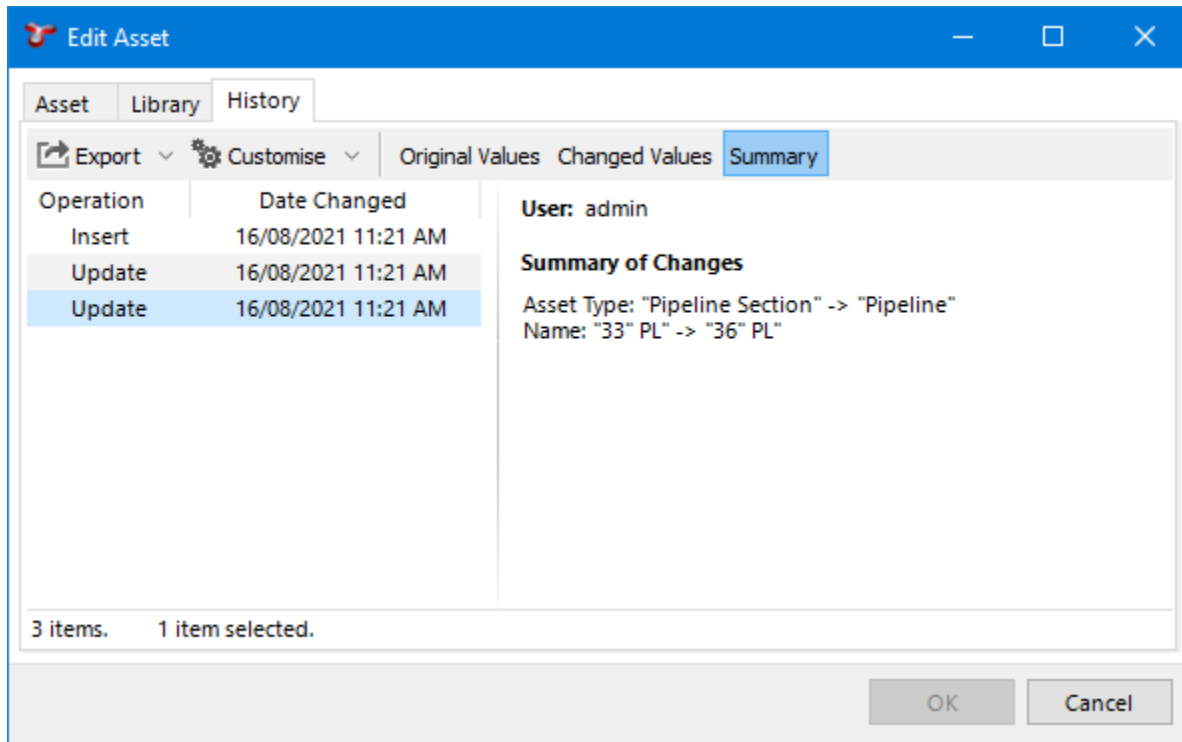 Edit Asset
Asset Library History
Export Customise Original Values Changed Values Summary
Operation Date Changed
Insert 16/08/2021 11:21 AM
Update 16/08/2021 11:21 AM
Update 16/08/2021 11:21 AM
User: admin
Summary of Changes
Asset Type: "Pipeline Section" -> "Pipeline"
Name: "33" PL" -> "36" PL"
3 items. 1 item selected.
OK Cancel